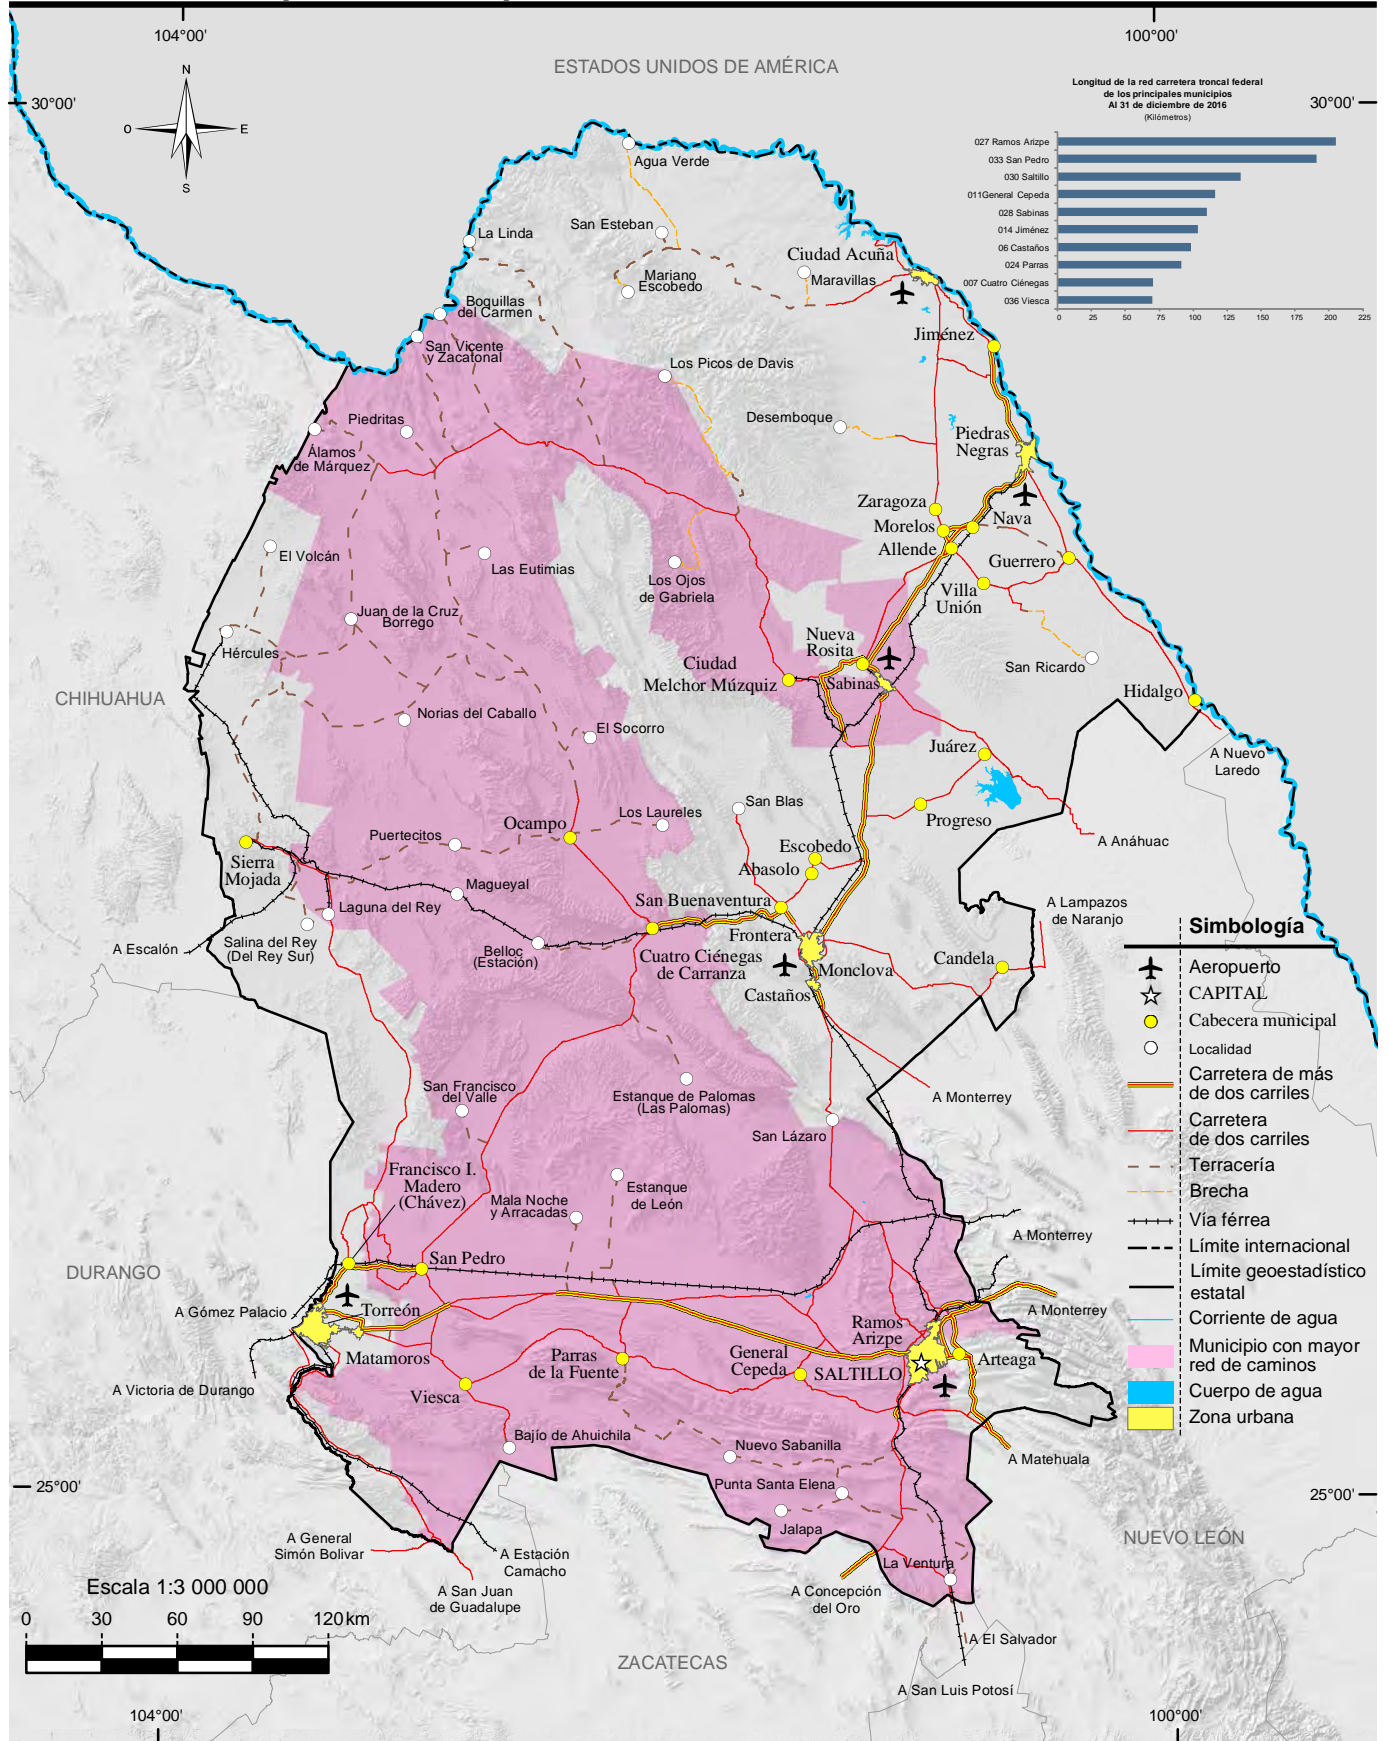 104°00'
100°00'
ESTADOS UNIDOS DE AMÉRICA
30°00'
30°00'
N
O
E
S
Longitud de la red carretera troncal federal
de los principales municipios
Al 31 de diciembre de 2016
(Kilómetros)
027 Ramos Arizpe
033 San Pedro
030 Saltillo
011General Cepeda
028 Sabinas
014 Jiménez
06 Castaños
024 Parras
007 Cuatro Ciénegas
036 Viesca
0 25 50 75 100 125 150 175 200 225
Agua Verde
San Esteban
La Linda
Ciudad Acuña
Mariano
Escobedo
Maravillas
Boquillas
del Carmen
San Vicente
y Zacatonal
Jiménez
Los Picos de Davis
Piedritas
Desemboque
Álamos
de Márquez
Piedras
Negras
Zaragoza
Morelos
Nava
Allende
El Volcán
Las Eutimias
Los Ojos
de Gabriela
Guerrero
Villa
Unión
Juan de la Cruz
Borrego
Hércules
Nueva
Rosita
San Ricardo
Ciudad
Melchor Múzquiz
Sabinas
Hidalgo
CHIHUAHUA
Norias del Caballo
El Socorro
Juárez
A Nuevo
Laredo
San Blas
Los Laureles
Ocampo
Progreso
Puertecitos
Escobedo
Abasolo
A Anáhuac
Sierra
Mojada
Magueyal
San Buenaventura
A Lampazos
de Naranjo
Laguna del Rey
Salina del Rey
(Del Rey Sur)
A Escalón
Belloc
(Estación)
Frontera
Cuatro Ciénegas
de Carranza
Monclova
Candela
Castaños
Simbología
Aeropuerto
CAPITAL
Cabecera municipal
Localidad
Carretera de más
de dos carriles
Carretera
de dos carriles
Terracería
Brecha
Vía férrea
Límite internacional
Límite geoestadístico
estatal
Corriente de agua
Municipio con mayor
red de caminos
Cuerpo de agua
Zona urbana
San Francisco
del Valle
Estanque de Palomas
(Las Palomas)
A Monterrey
San Lázaro
Francisco I.
Madero
(Chávez)
Mala Noche
y Arracadas
Estanque
de León
A Monterrey
DURANGO
San Pedro
A Gómez Palacio
Torreón
A Monterrey
Ramos
Arizpe
Matamoros
Parras
de la Fuente
General
Cepeda
SALTILLO
Arteaga
A Victoria de Durango
Viesca
Bajío de Ahuichila
Nuevo Sabanilla
A Matehuala
Punta Santa Elena
25°00'
25°00'
Jalapa
NUEVO LEÓN
A General
Simón Bolivar
A Estación
Camacho
La Ventura
A San Juan
de Guadalupe
A Concepción
del Oro
Escala 1:3 000 000
0 30 60 90 120 km
A El Salvador
ZACATECAS
A San Luis Potosí
104°00'
100°00'